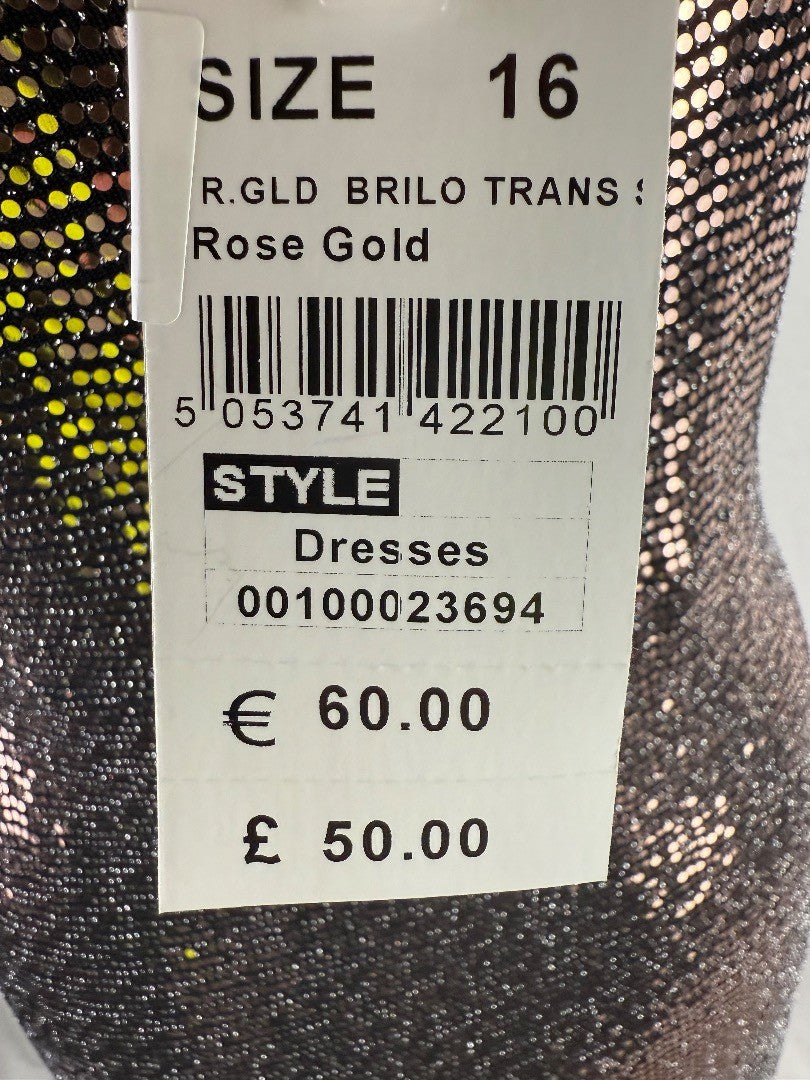 SIZE 16
R.GLD BRILO TRANS
Rose Gold
5 053741 422100
STYLE
Dresses
00100023694
€ 60.00
£ 50.00